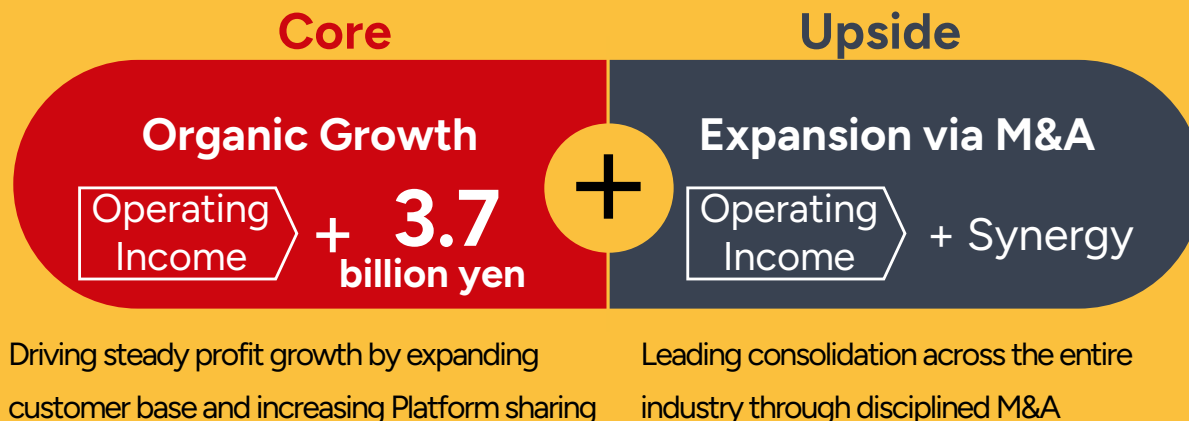 Core
Organic Growth
Operating
Income
+ 3.7
billion yen
Driving steady profit growth by expanding
customer base and increasing Platform sharing
+
Upside
Expansion via M&A
Operating
Income
+ Synergy
Leading consolidation across the entire
industry through disciplined M&A